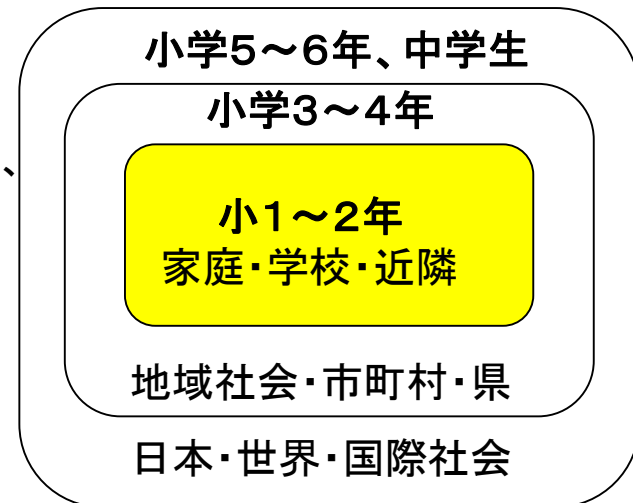 小学5～6年、中学生
小学3～4年
、
小1～2年
家庭・学校・近隣
地域社会・市町村・県
日本・世界・国際社会